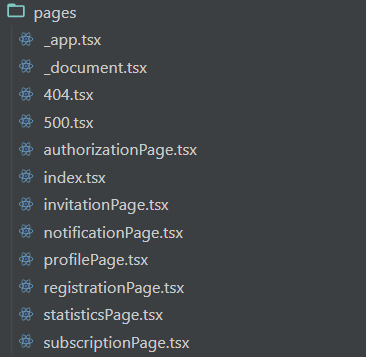 pages
_app.tsx
_document.tsx
404.tsx
500.tsx
authorizationPage.tsx
index.tsx
invitationPage.tsx
notificationPage.tsx
profilePage.tsx
registrationPage.tsx
statisticsPage.tsx
subscriptionPage.tsx